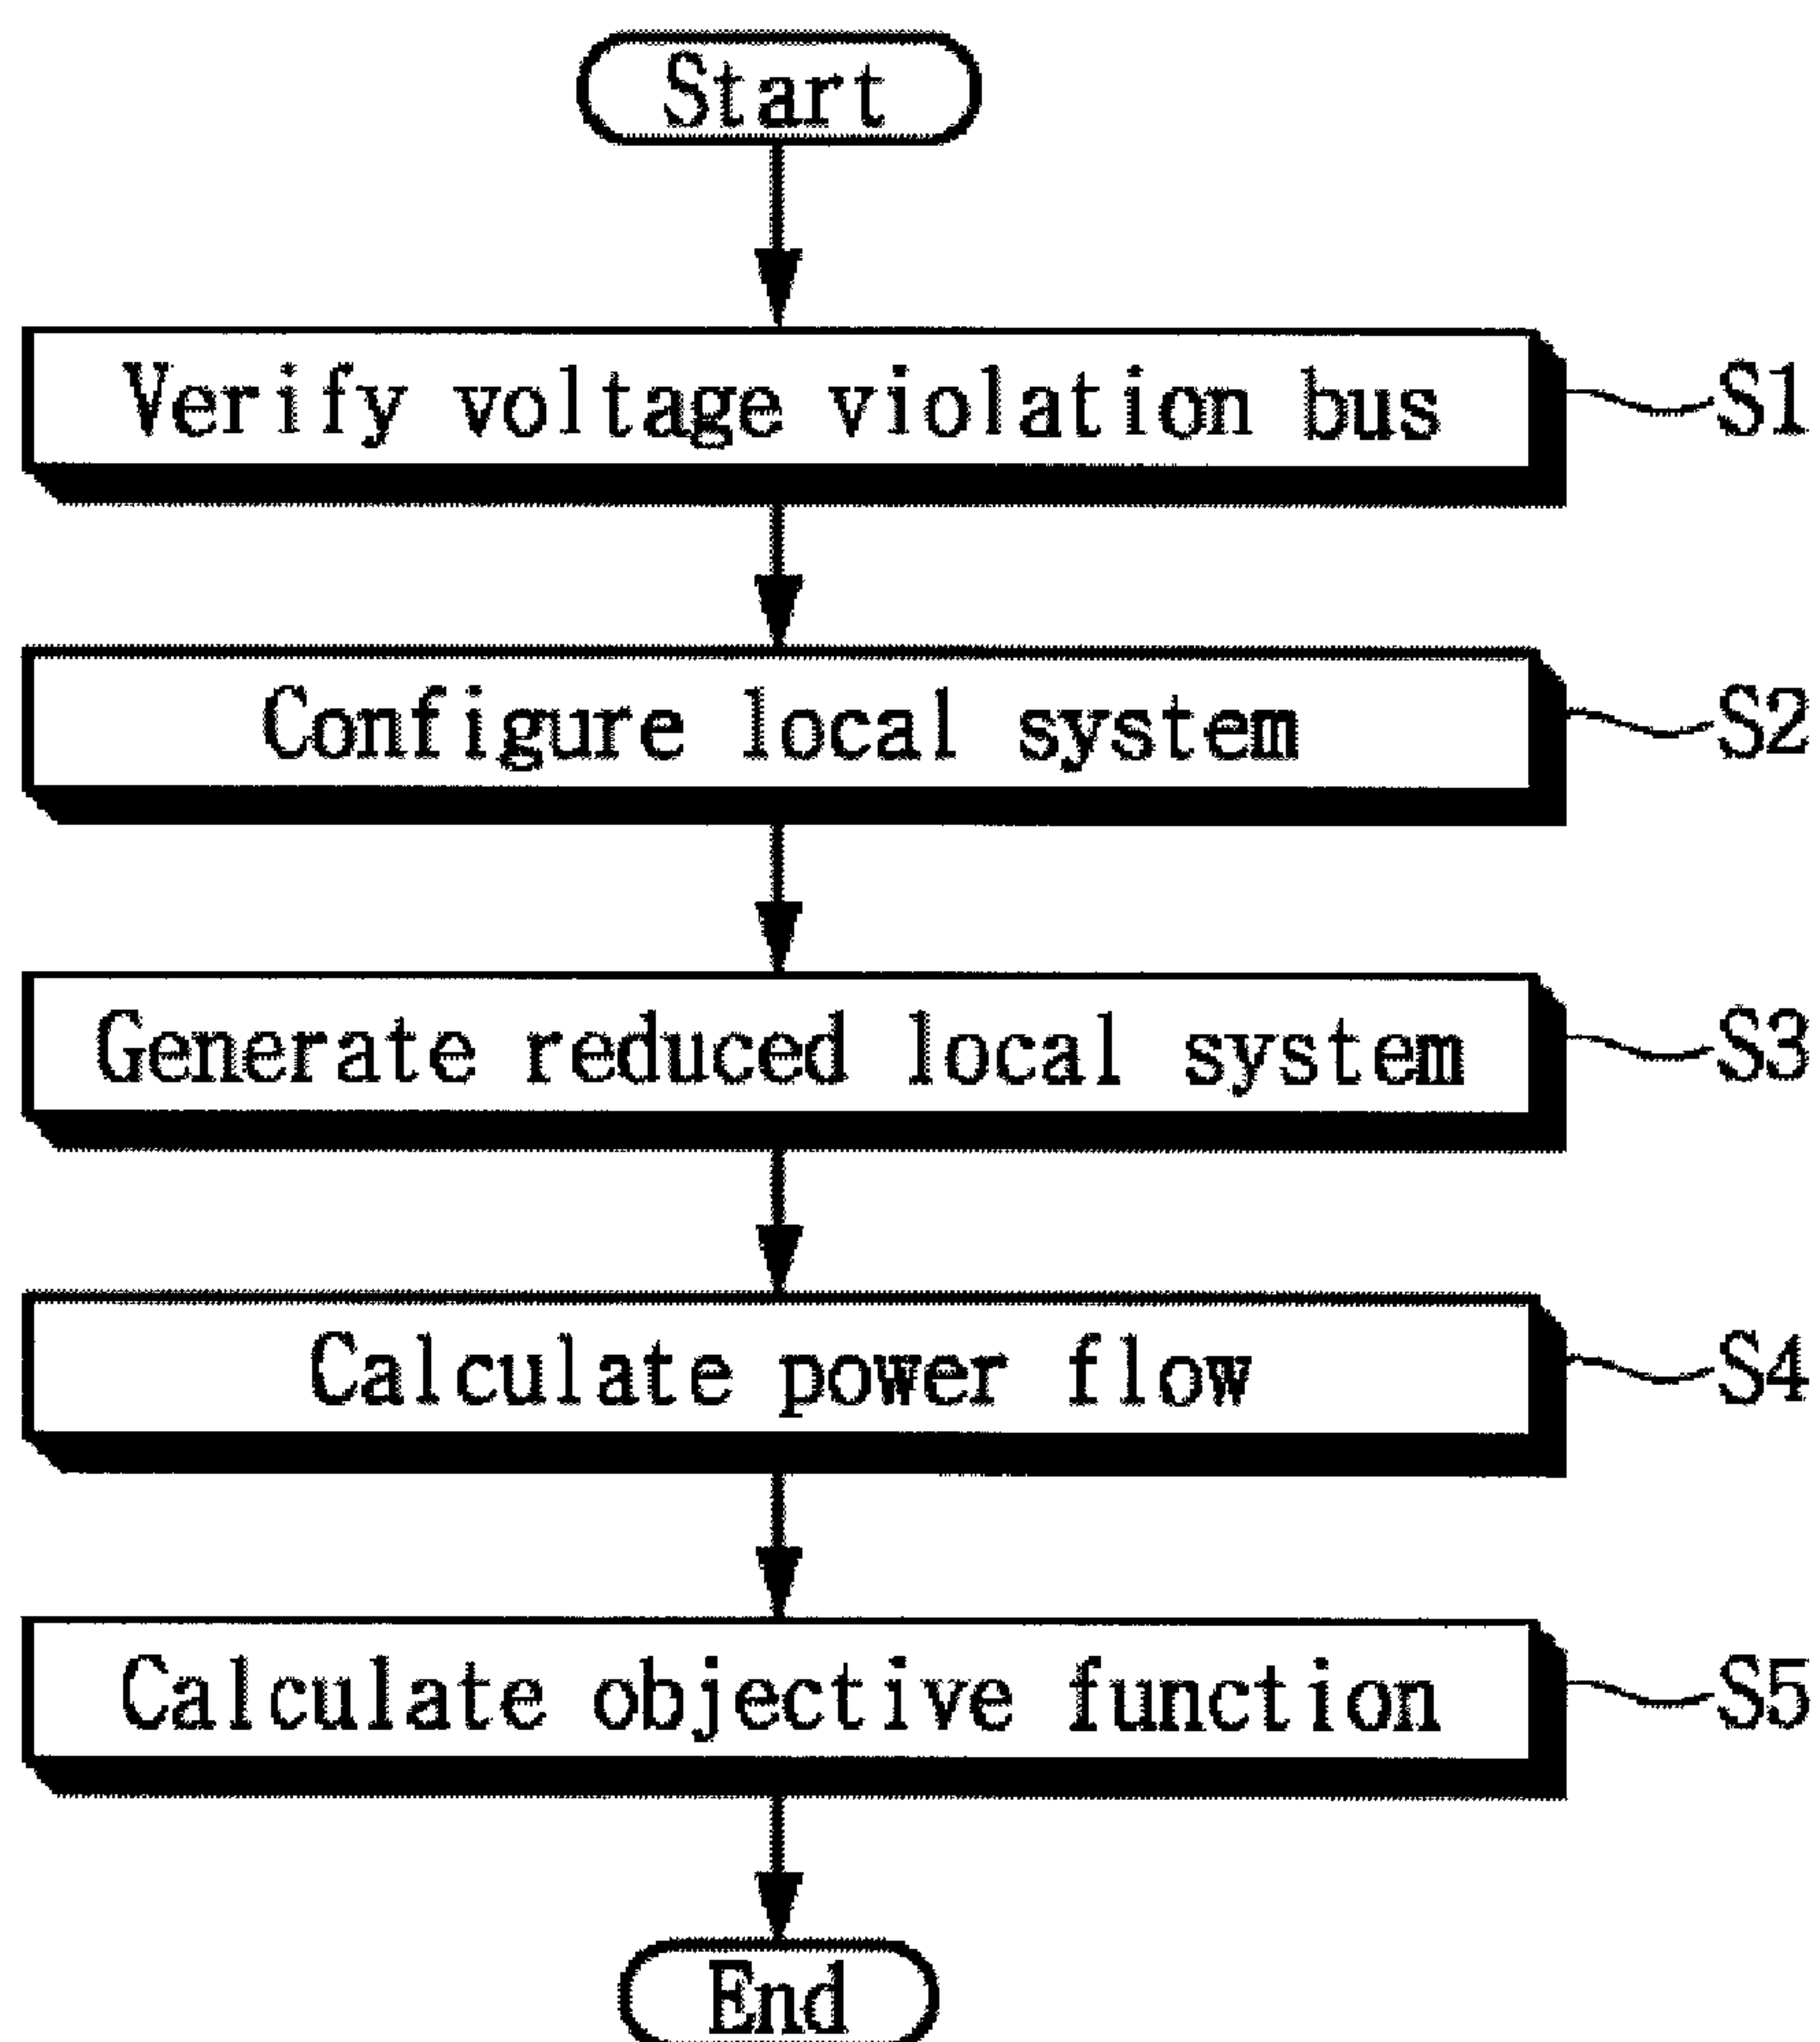 Start
Verify voltage violation bus S1
Configure local system S2
Generate reduced local system S3
Calculate power flow S4
Calculate objective function S5
End